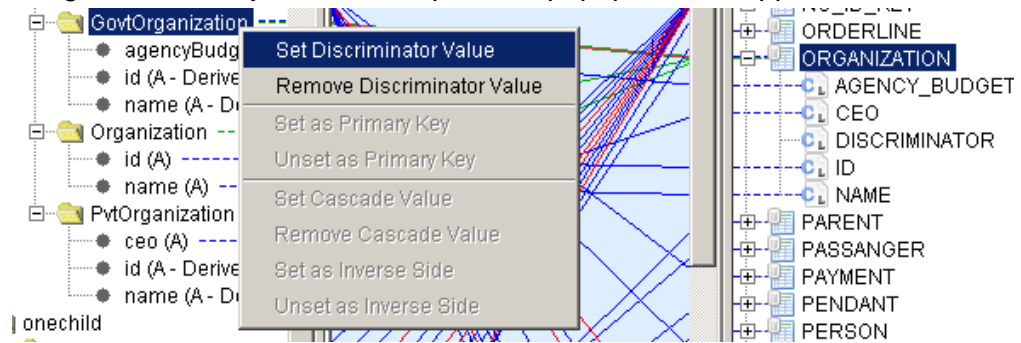 GovtOrganization
agencyBudg
id (A - Derive
name (A - D
Organization
id (A)
name (A)
PvtOrganization
ceo (A)
id (A - Derive
name (A - D
onechild
Set Discriminator Value
Remove Discriminator Value
Set as Primary Key
Unset as Primary Key
Set Cascade Value
Remove Cascade Value
Set as Inverse Side
Unset as Inverse Side
ORDERLINE
ORGANIZATION
AGENCY_BUDGET
CEO
DISCRIMINATOR
ID
NAME
PARENT
PASSANGER
PAYMENT
PENDANT
PERSON